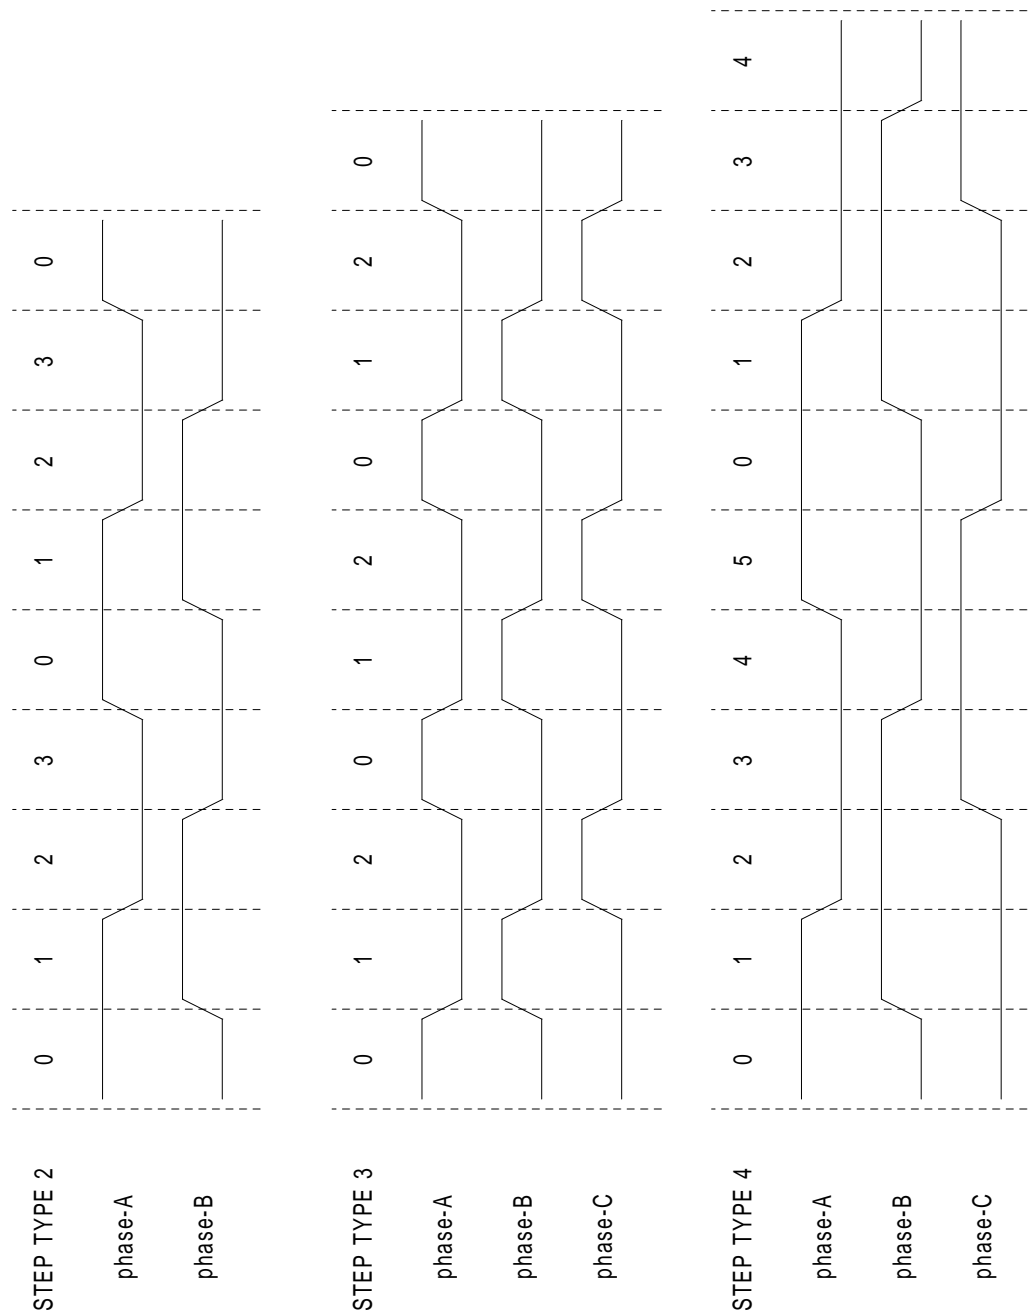 STEP TYPE 2 0 1 2 3 0 1 2 3 0
phase-A
phase-B
STEP TYPE 3 0 1 2 0 1 2 0 1 2 0
phase-A
phase-B
phase-C
STEP TYPE 4 0 1 2 3 4 5 0 1 2 3 4
phase-A
phase-B
phase-C